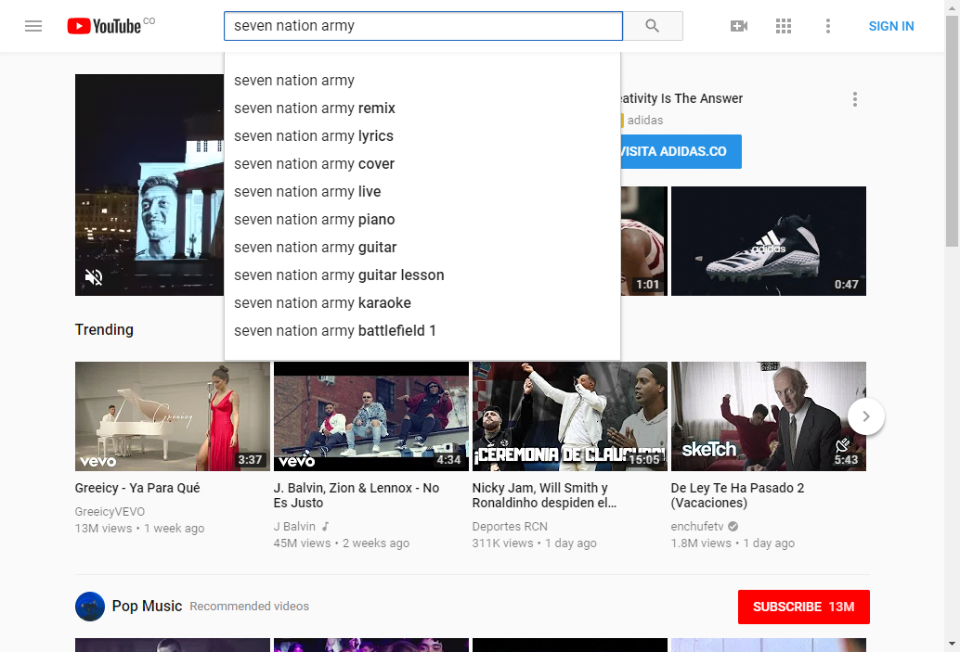 YouTube CO
seven nation army
SIGN IN
seven nation army
seven nation army remix
seven nation army lyrics
seven nation army cover
seven nation army live
seven nation army piano
seven nation army guitar
seven nation army guitar lesson
seven nation army karaoke
seven nation army battlefield 1
eativity Is The Answer
adidas
VISITA ADIDAS.CO
1:01
adidas
0:47
Trending
Greeicy
vevo
3:37
vevo
4:34
¡CEREMONIA DE CLAUSURA!
15:05
skeTch
5:43
Greeicy - Ya Para Qué
GreeicyVEVO
13M views • 1 week ago
J. Balvin, Zion & Lennox - No
Es Justo
J Balvin
45M views • 2 weeks ago
Nicky Jam, Will Smith y
Ronaldinho despiden el...
Deportes RCN
311K views • 1 day ago
De Ley Te Ha Pasado 2
(Vacaciones)
enchufetv
1.8M views • 1 day ago
Pop Music Recommended videos
SUBSCRIBE 13M